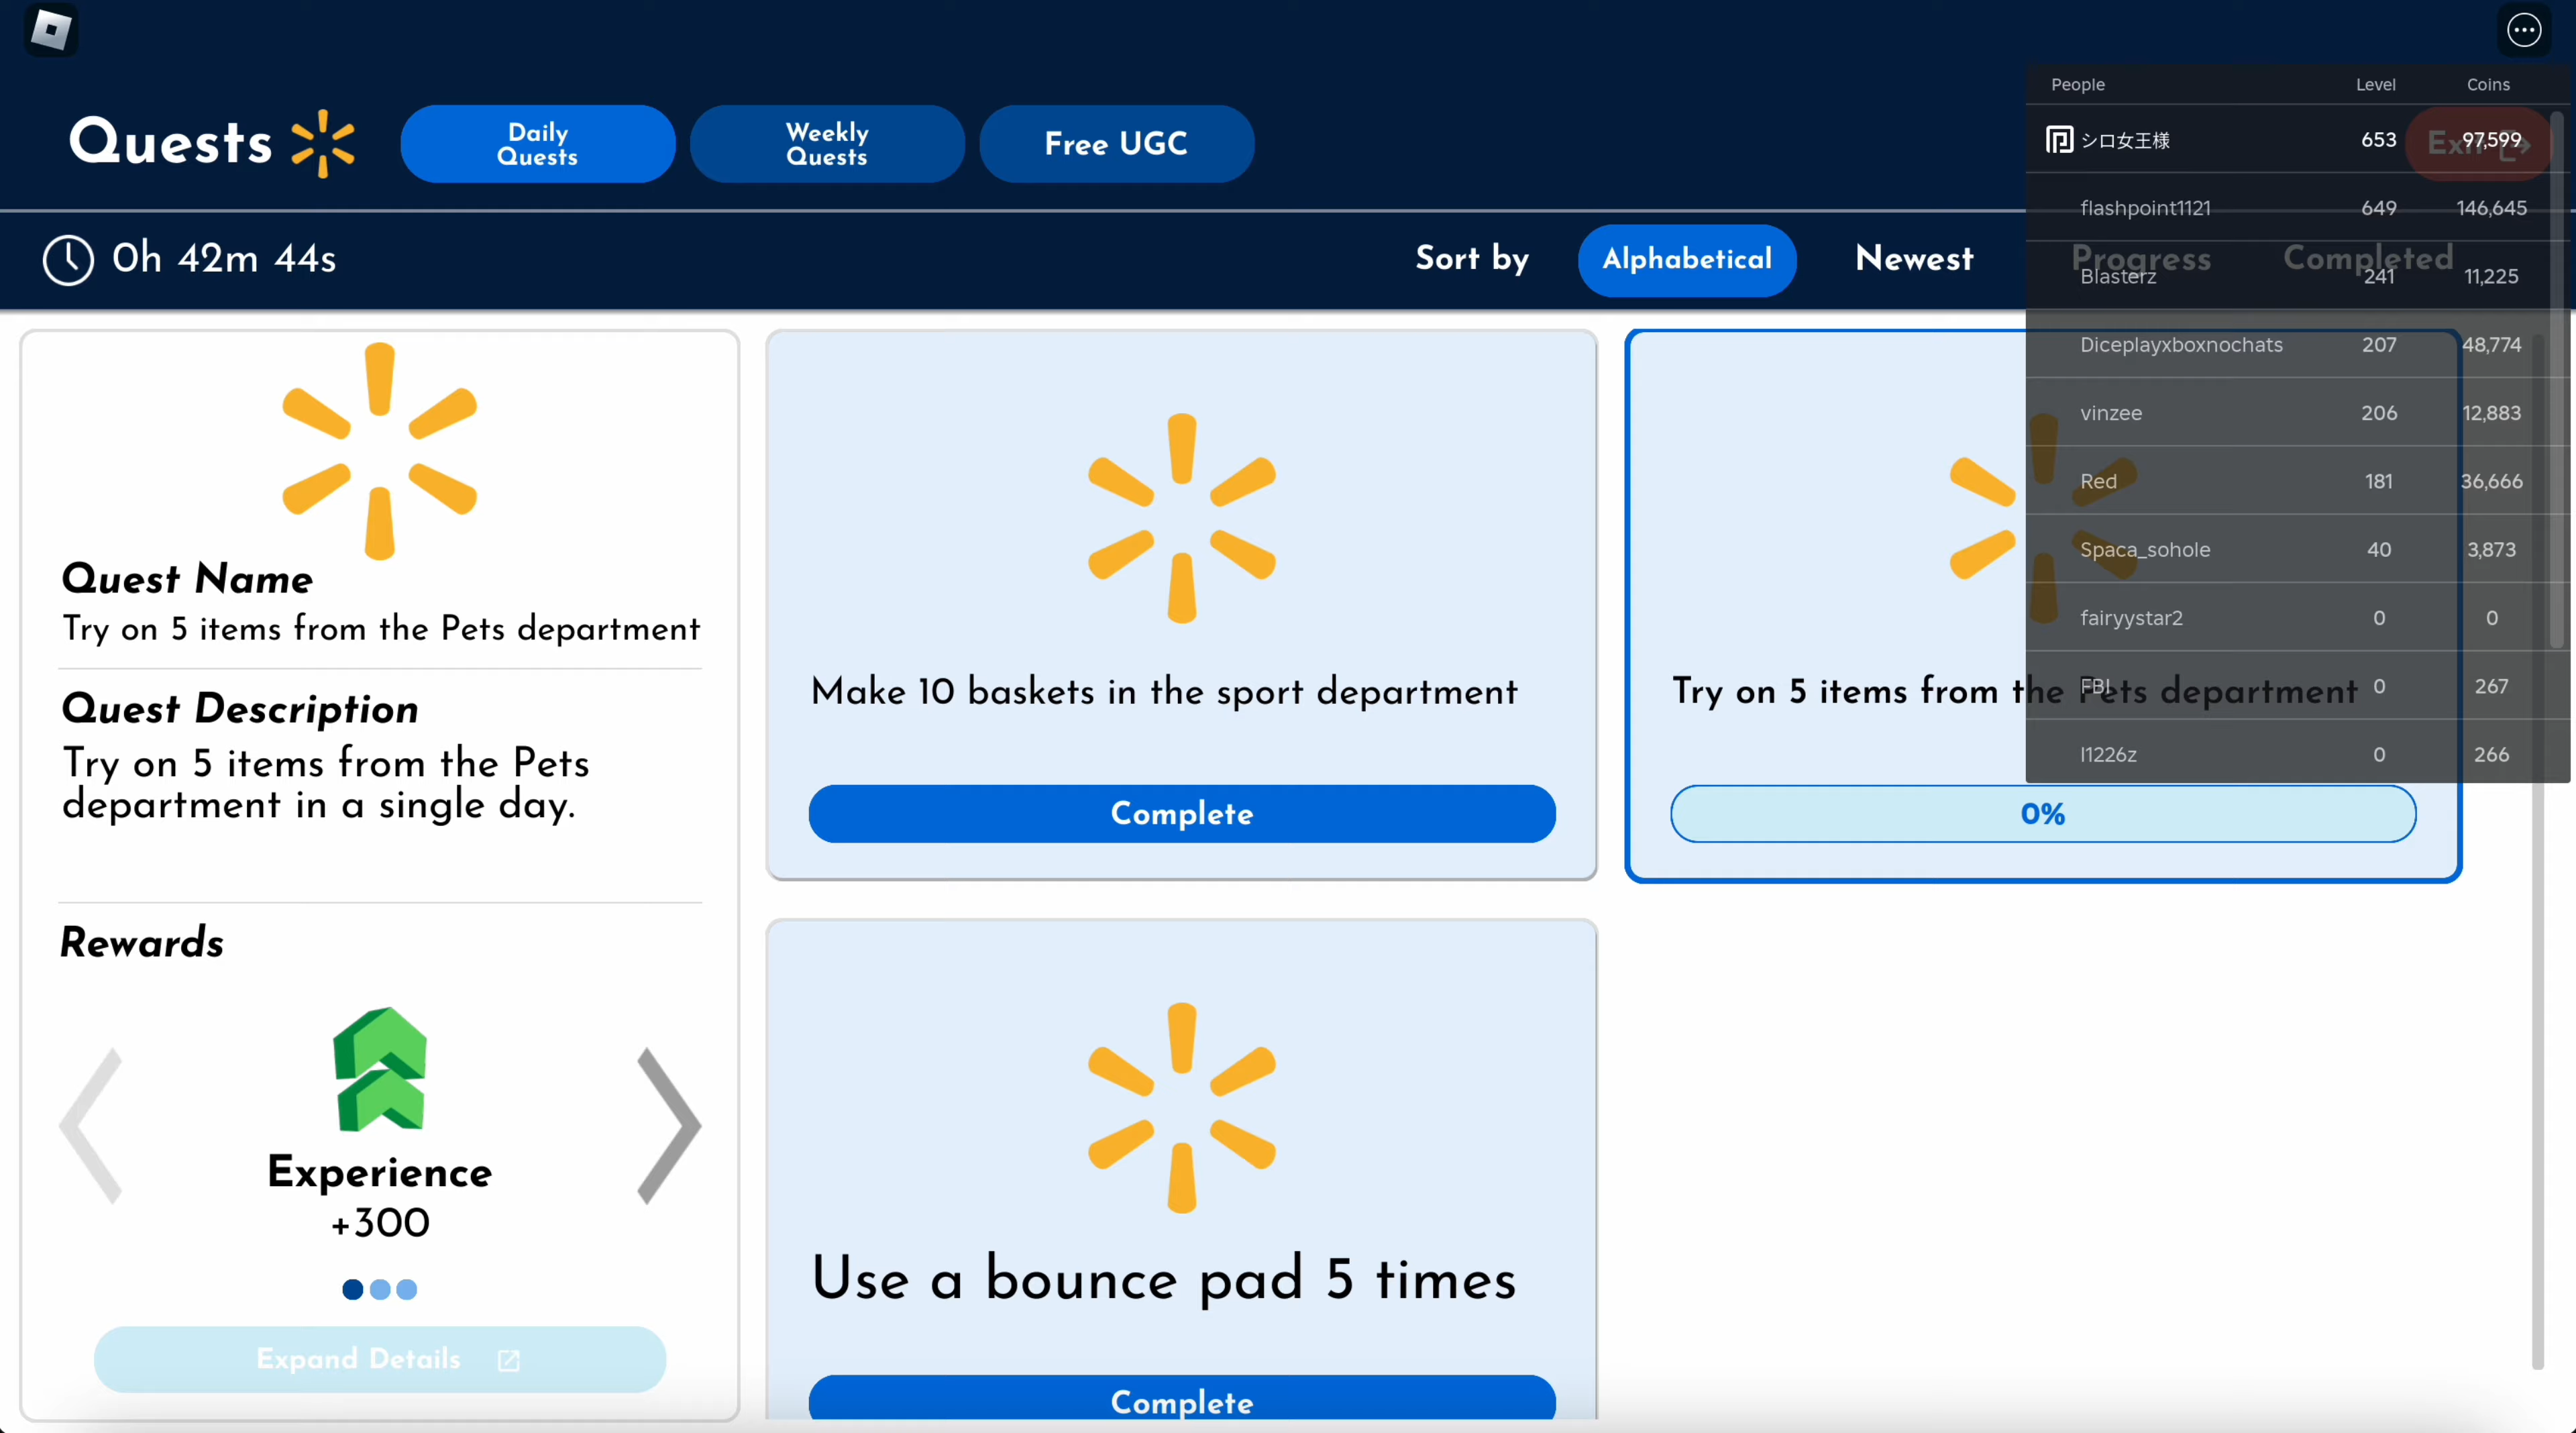 Quests
Daily
Quests
Weekly
Quests
Free UGC
0h 42m 44s
Sort by
Alphabetical
Newest
Progress
Completed
Exit
People Level Coins
シロ女王様 653 97,599
flashpoint1121 649 146,645
Blasterz 241 11,225
Diceplayxboxnochats 207 48,774
vinzee 206 12,883
Red 181 36,666
Spaca_sohole 40 3,873
fairyystar2 0 0
FBI 0 267
l1226z 0 266
Quest Name
Try on 5 items from the Pets department
Quest Description
Try on 5 items from the Pets
department in a single day.
Rewards
Experience
+300
Expand Details
Make 10 baskets in the sport department
Complete
Try on 5 items from the Pets department
0%
Use a bounce pad 5 times
Complete